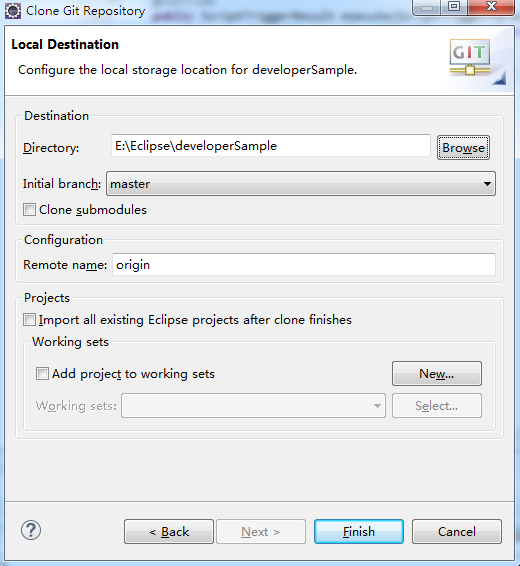 Clone Git Repository
Local Destination
Configure the local storage location for developerSample.
GIT
Destination
Directory: E:\Eclipse\developerSample Browse
Initial branch: master
Clone submodules
Configuration
Remote name: origin
Projects
Import all existing Eclipse projects after clone finishes
Working sets
Add project to working sets New...
Working sets: Select...
? < Back Next > Finish Cancel